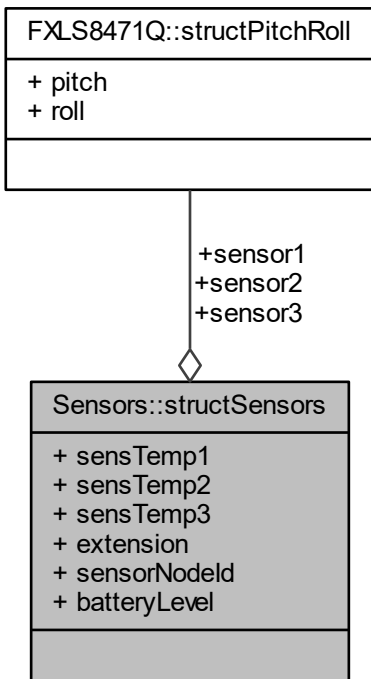 FXLS8471Q::structPitchRoll
+ pitch
+ roll
+sensor1
+sensor2
+sensor3
Sensors::structSensors
+ sensTemp1
+ sensTemp2
+ sensTemp3
+ extension
+ sensorNodeId
+ batteryLevel